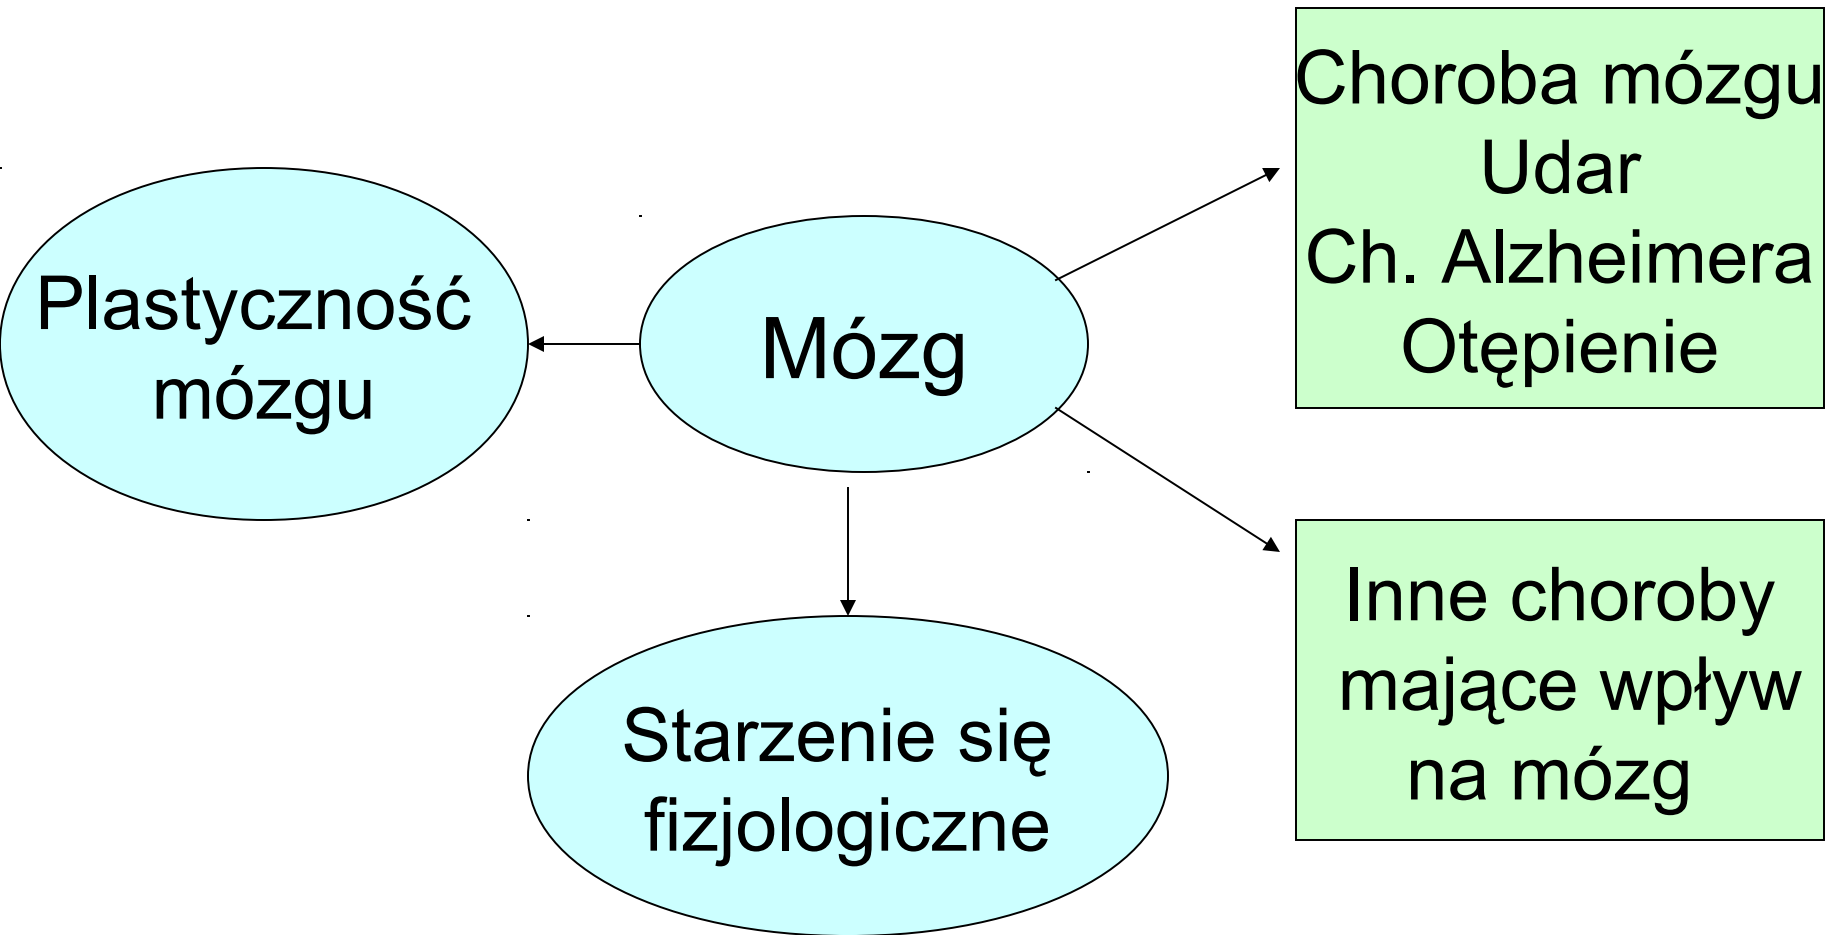 Choroba mózgu
Udar
Ch. Alzheimera
Otępienie
Plastyczność
mózgu
Mózg
Inne choroby
mające wpływ
na mózg
Starzenie się
fizjologiczne